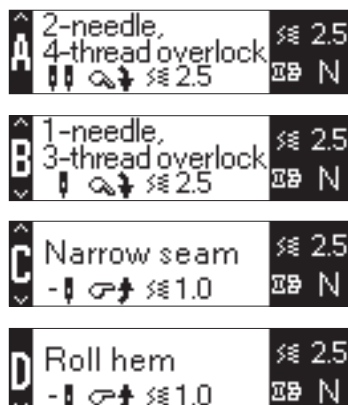 A
2-needle,
4-thread overlock
2.5
2.5
N
B
1-needle,
3-thread overlock
2.5
2.5
N
C
Narrow seam
- 1.0
2.5
N
D
Roll hem
- 1.0
2.5
N